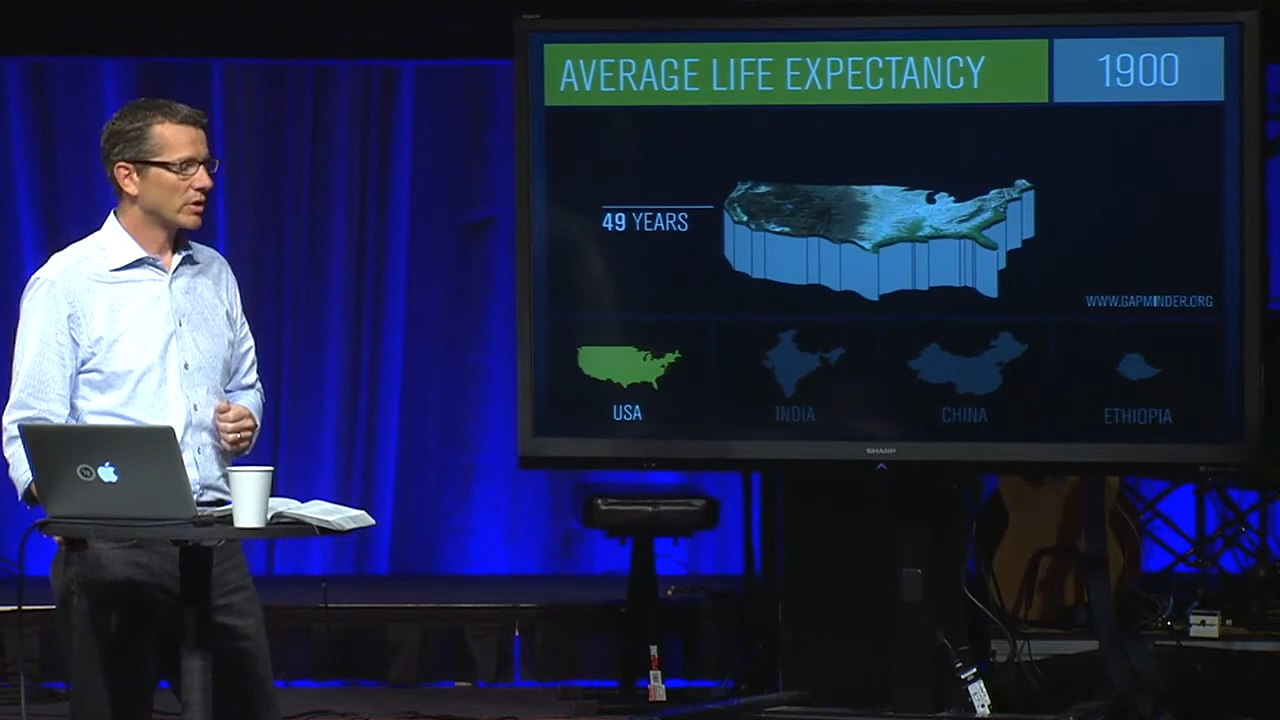 AVERAGE LIFE EXPECTANCY
1900
49 YEARS
WWW.GAPMINDER.ORG
USA
INDIA
CHINA
ETHIOPIA
SHARP